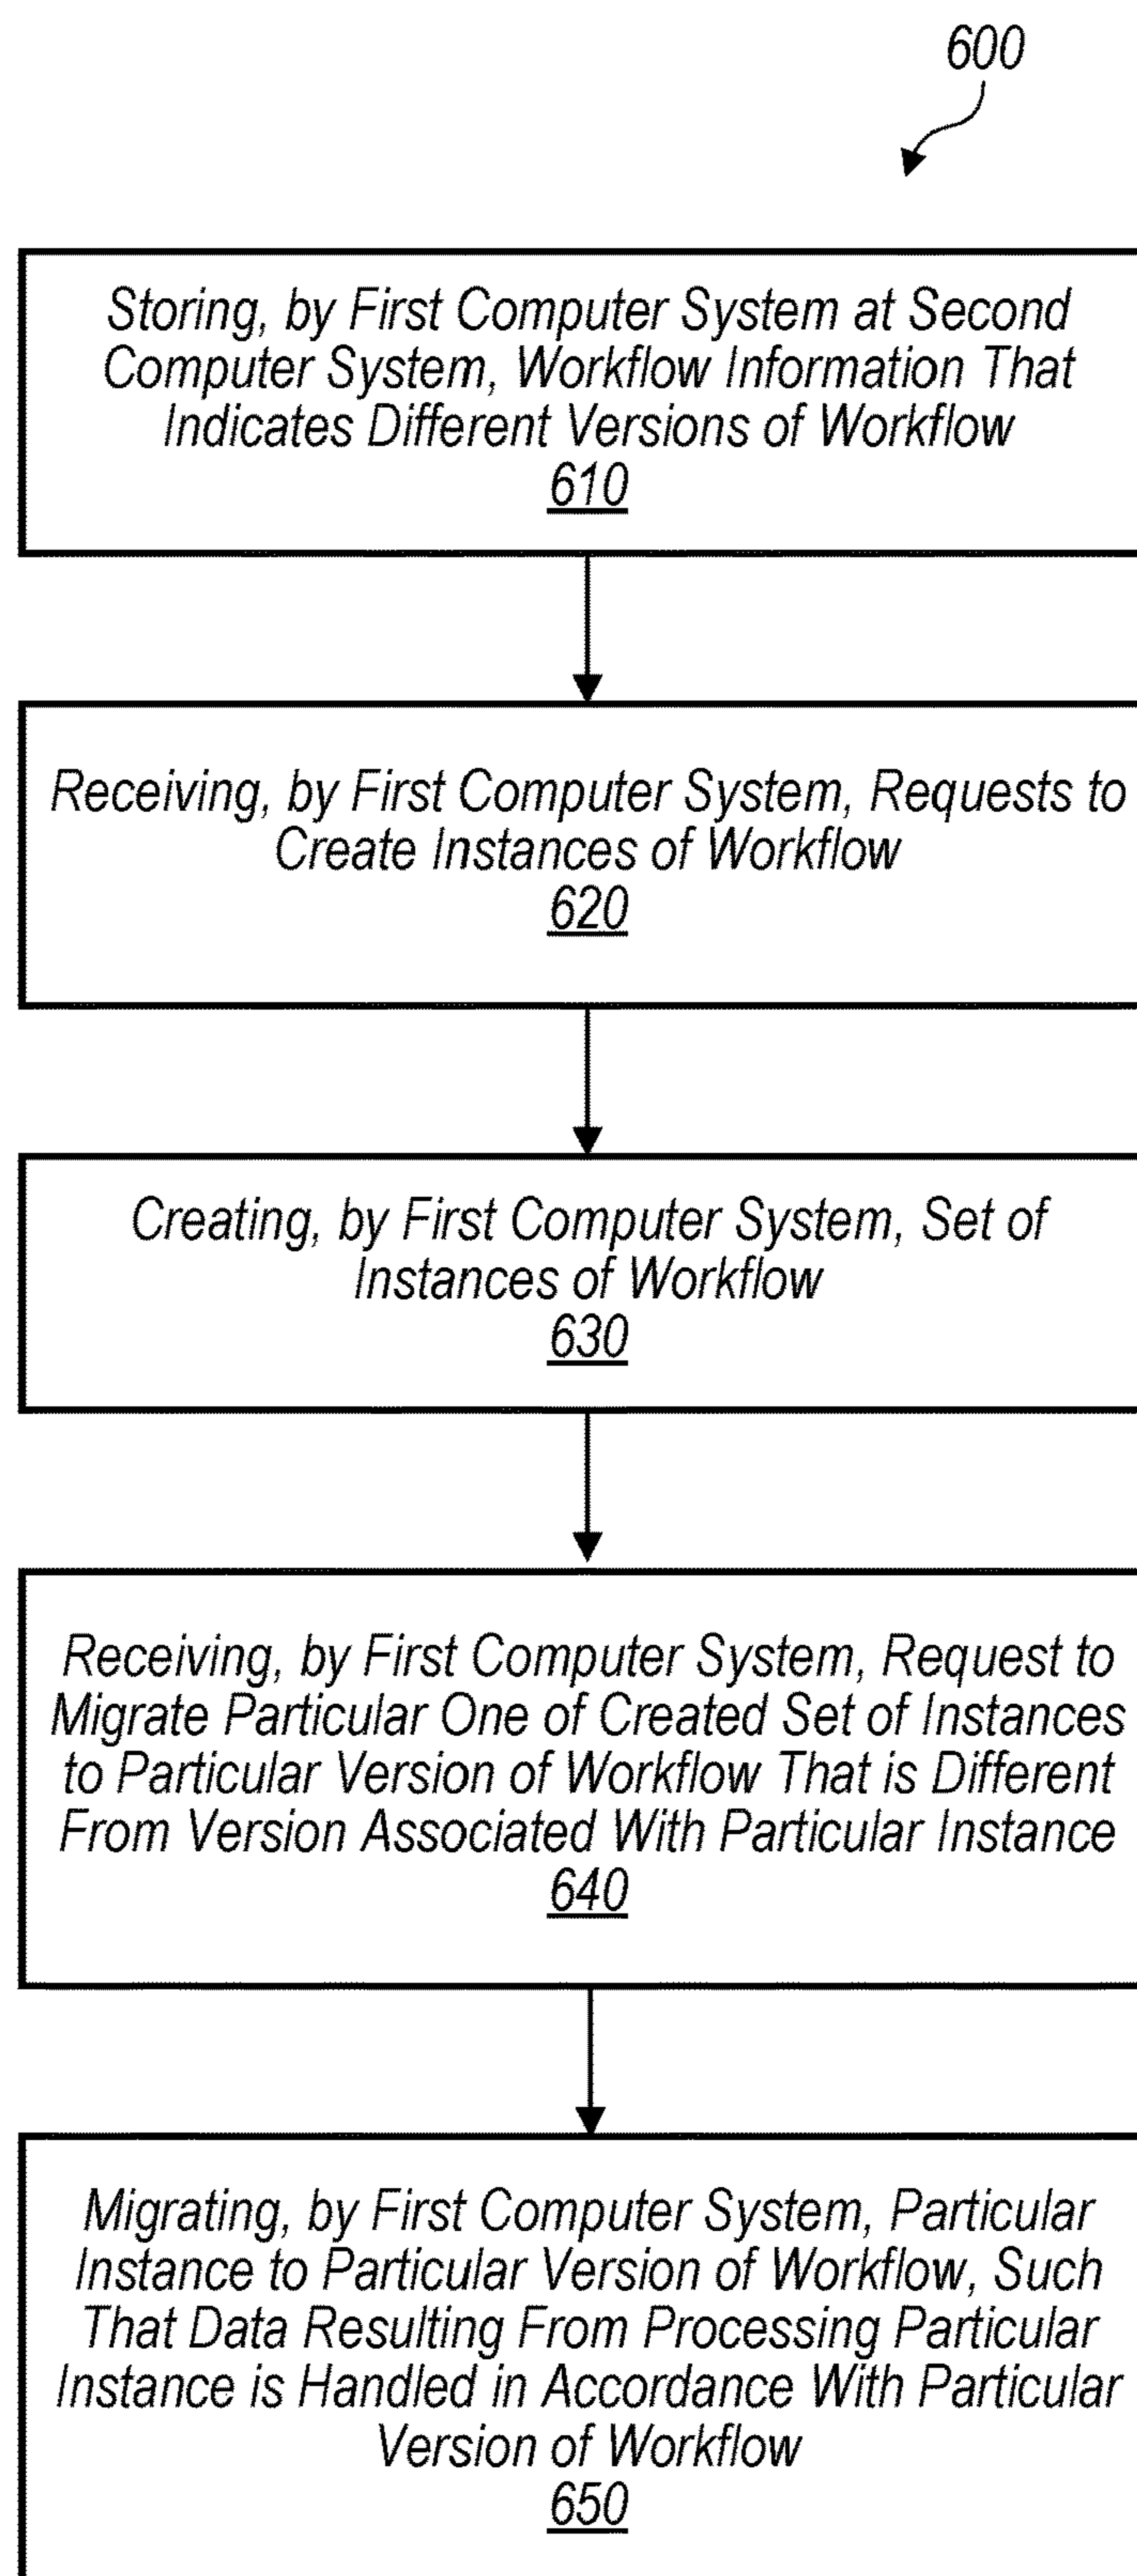 600
Storing, by First Computer System at Second
Computer System, Workflow Information That
Indicates Different Versions of Workflow
610
Receiving, by First Computer System, Requests to
Create Instances of Workflow
620
Creating, by First Computer System, Set of
Instances of Workflow
630
Receiving, by First Computer System, Request to
Migrate Particular One of Created Set of Instances
to Particular Version of Workflow That is Different
From Version Associated With Particular Instance
640
Migrating, by First Computer System, Particular
Instance to Particular Version of Workflow, Such
That Data Resulting From Processing Particular
Instance is Handled in Accordance With Particular
Version of Workflow
650